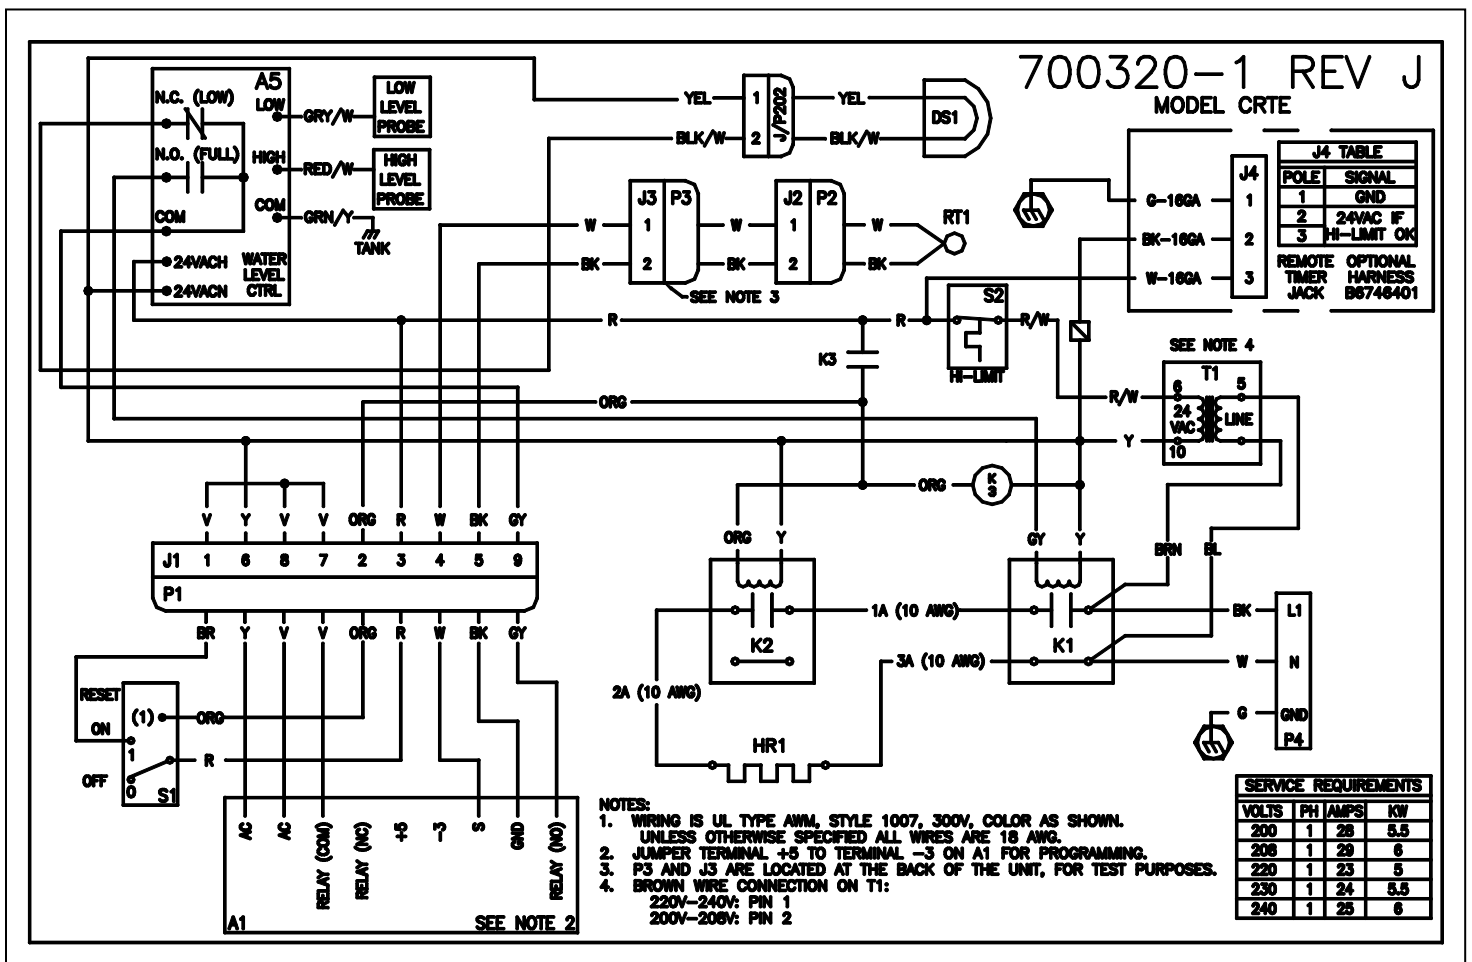 700320-1 REV J
MODEL CRTE
A5
N.C. (LOW)
LOW
GRY/W
LOW
LEVEL
PROBE
N.O. (FULL)
HIGH
RED/W
HIGH
LEVEL
PROBE
COM
COM
GRN/Y
TANK
24VACH
24VACN
WATER
LEVEL
CTRL
YEL
1
J/P202
YEL
DS1
BLK/W
2
BLK/W
J3 P3
W
1
W
BK
2
BK
J2 P2
1
W
2
BK
RT1
SEE NOTE 3
G-16GA
BK-16GA
W-16GA
J4
1
2
3
J4 TABLE
POLE SIGNAL
1 GND
2 24VAC IF
3 HI-LIMIT OK
REMOTE OPTIONAL
TIMER HARNESS
JACK B6746401
R
R
S2
R/W
HI-LIMIT
K3
ORG
SEE NOTE 4
T1
R/W
6
5
24
VAC
LINE
Y
10
ORG
K
3
V Y V V ORG R W BK GY
J1 1 6 8 7 2 3 4 5 9
P1
BR Y V V ORG R W BK GY
ORG Y
GY Y
BRN BL
K2
1A (10 AWG)
K1
BK
L1
3A (10 AWG)
W
N
2A (10 AWG)
G
GND
P4
HR1
RESET
(1)
ORG
ON
1
R
OFF
0
S1
AC
AC
RELAY (COM)
RELAY (NC)
+5
-3
S
GND
RELAY (NO)
A1
SEE NOTE 2
NOTES:
1. WIRING IS UL TYPE AWM, STYLE 1007, 300V, COLOR AS SHOWN.
UNLESS OTHERWISE SPECIFIED ALL WIRES ARE 18 AWG.
2. JUMPER TERMINAL +5 TO TERMINAL -3 ON A1 FOR PROGRAMMING.
3. P3 AND J3 ARE LOCATED AT THE BACK OF THE UNIT, FOR TEST PURPOSES.
4. BROWN WIRE CONNECTION ON T1:
220V-240V: PIN 1
200V-208V: PIN 2
SERVICE REQUIREMENTS
VOLTS PH AMPS KW
200 1 28 5.5
208 1 29 6
220 1 23 5
230 1 24 5.5
240 1 25 6